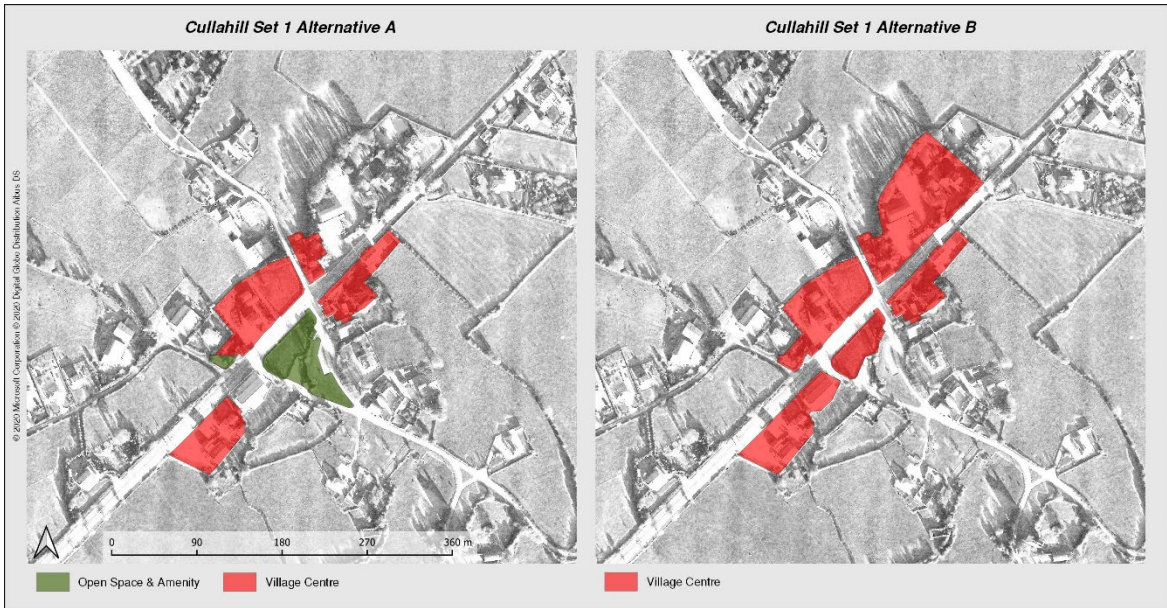 Cullahill Set 1 Alternative A
Cullahill Set 1 Alternative B
© 2020 Microsoft Corporation © 2020 Digital Globe Distribution Aibus DS
0 90 180 270 360 m
Open Space & Amenity
Village Centre
Village Centre